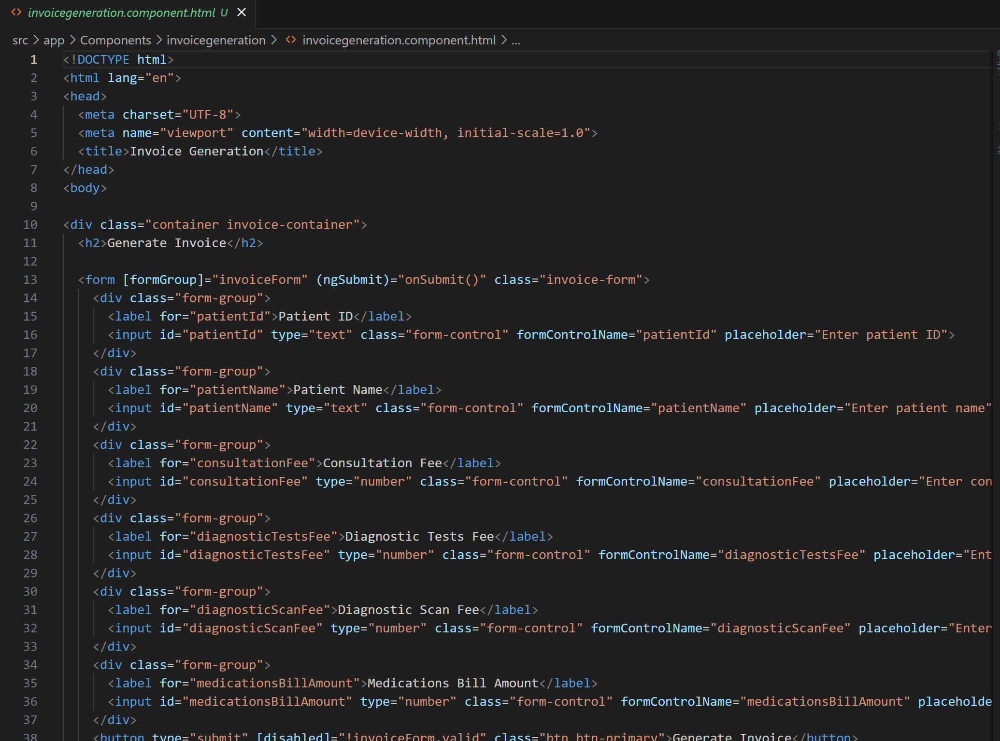 invoicegeneration.component.html U
src > app > Components > invoicegeneration > invoicegeneration.component.html > ...
1 <!DOCTYPE html>
2 <html lang="en">
3 <head>
4 <meta charset="UTF-8">
5 <meta name="viewport" content="width=device-width, initial-scale=1.0">
6 <title>Invoice Generation</title>
7 </head>
8 <body>
9
10 <div class="container invoice-container">
11 <h2>Generate Invoice</h2>
12
13 <form [formGroup]="invoiceForm" (ngSubmit)="onSubmit()" class="invoice-form">
14 <div class="form-group">
15 <label for="patientId">Patient ID</label>
16 <input id="patientId" type="text" class="form-control" formControlName="patientId" placeholder="Enter patient ID">
17 </div>
18 <div class="form-group">
19 <label for="patientName">Patient Name</label>
20 <input id="patientName" type="text" class="form-control" formControlName="patientName" placeholder="Enter patient name"
21 </div>
22 <div class="form-group">
23 <label for="consultationFee">Consultation Fee</label>
24 <input id="consultationFee" type="number" class="form-control" formControlName="consultationFee" placeholder="Enter con
25 </div>
26 <div class="form-group">
27 <label for="diagnosticTestsFee">Diagnostic Tests Fee</label>
28 <input id="diagnosticTestsFee" type="number" class="form-control" formControlName="diagnosticTestsFee" placeholder="Ent
29 </div>
30 <div class="form-group">
31 <label for="diagnosticScanFee">Diagnostic Scan Fee</label>
32 <input id="diagnosticScanFee" type="number" class="form-control" formControlName="diagnosticScanFee" placeholder="Enter
33 </div>
34 <div class="form-group">
35 <label for="medicationsBillAmount">Medications Bill Amount</label>
36 <input id="medicationsBillAmount" type="number" class="form-control" formControlName="medicationsBillAmount" placeholde
37 </div>
38 <button type="submit" [disabled]="!invoiceForm.valid" class="btn btn-primary">Generate Invoice</button>